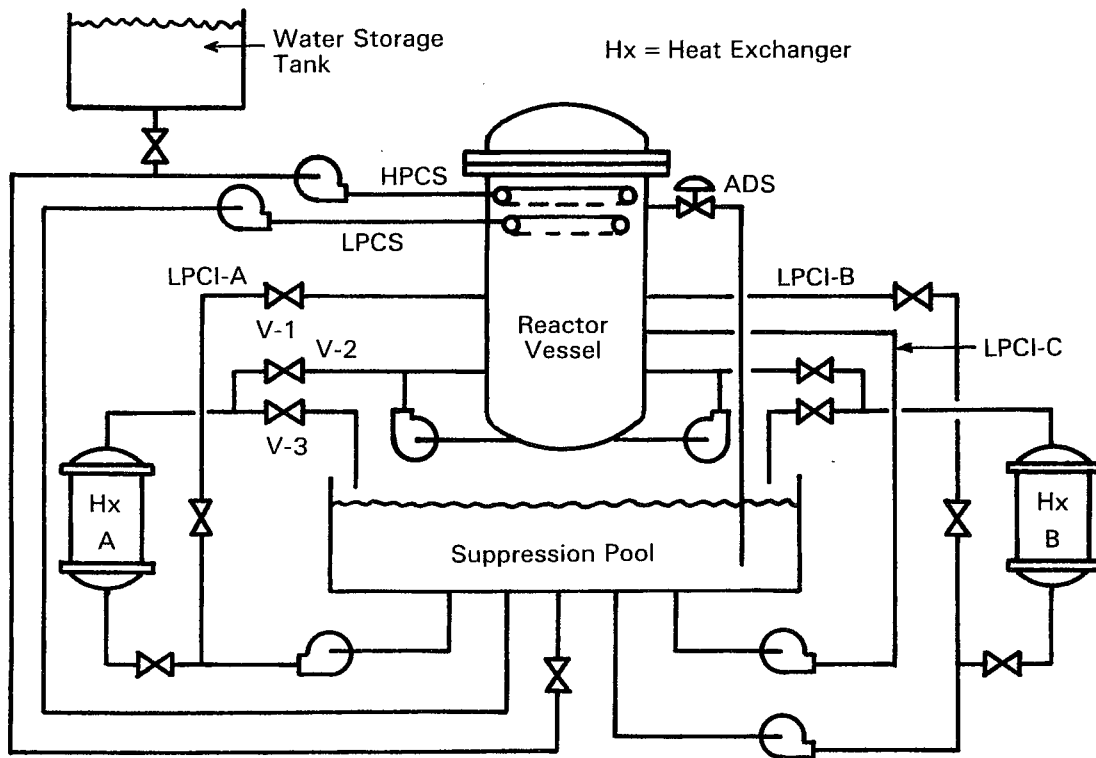 Water Storage
Tank
Hx = Heat Exchanger
HPCS
ADS
LPCS
LPCI-A
LPCI-B
V-1
Reactor
Vessel
V-2
LPCI-C
V-3
Hx
A
Hx
B
Suppression Pool